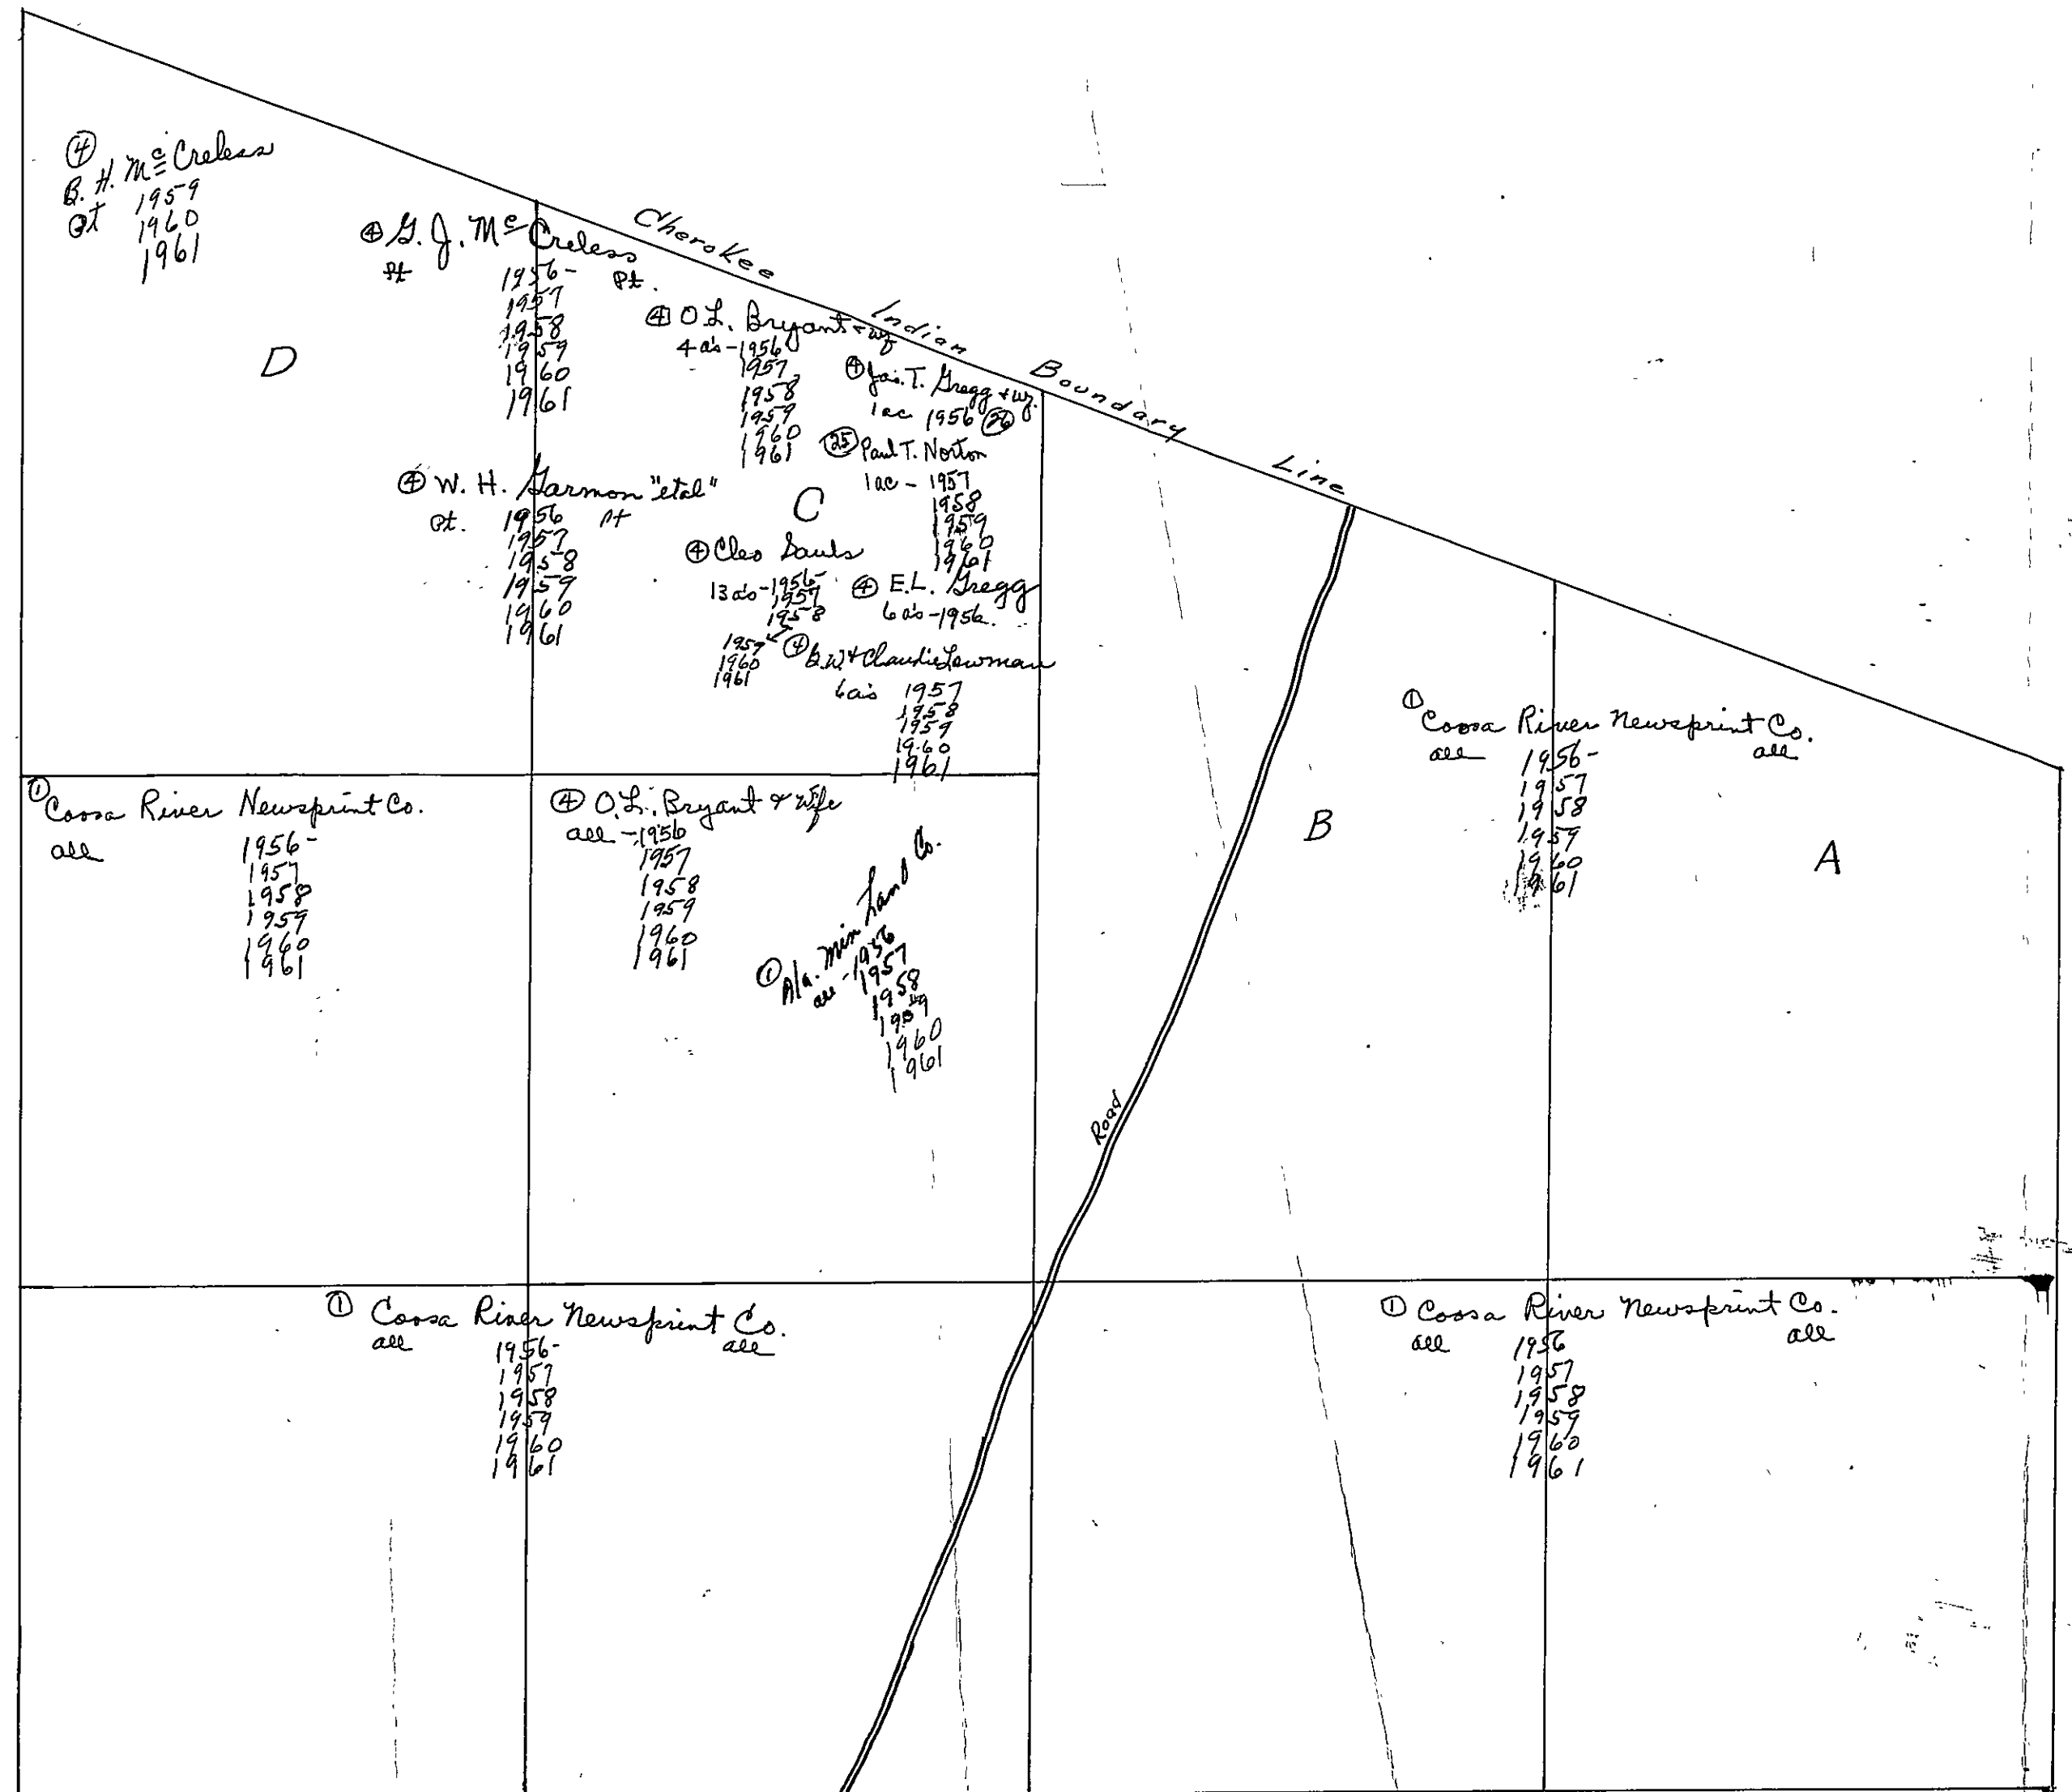 ④
B. H. McCreless
pt 1959
1960
1961
④ G. J. McCreless
pt pt.
1956-
1957
1958
1959
1960
1961
Cherokee Indian Boundary Line
D
④ O.L. Bryant & wf
4 a's - 1956
1957
1958
1959
1960
1961
④ Jas. T. Gregg & wf.
1 ac 1956 ㉖
㉕ Paul T. Norton
1 ac - 1957
1958
1959
1960
1961
④ W. H. Garmon "etal"
pt. 1956 pt
1957
1958
1959
1960
1961
C
④ Cleo Sauls
13 a's - 1956-
1957
1958
1959
1960
1961
④ E.L. Gregg
6 a's - 1956.
④ & Claudie Lowman
6 a's 1957
1958
1959
1960
1961
① Coosa River Newsprint Co.
all all
1956-
1957
1958
1959
1960
1961
B
A
① Coosa River Newsprint Co.
all
1956-
1957
1958
1959
1960
1961
④ O.L. Bryant & Wife
all - 1956
1957
1958
1959
1960
1961
① Ala. Min Land Co.
all - 1956
1957
1958
1959
1960
1961
Road
① Coosa River Newsprint Co.
all all
1956-
1957
1958
1959
1960
1961
① Coosa River Newsprint Co.
all all
1956
1957
1958
1959
1960
1961